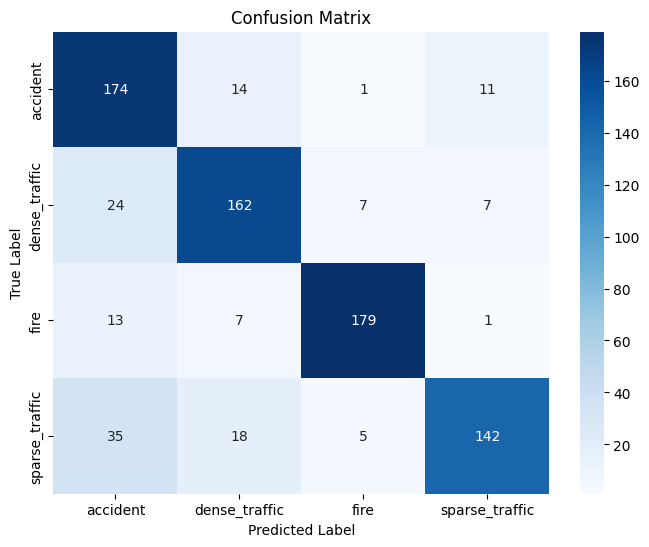 Confusion Matrix
True Label
accident
174 14 1 11
dense_traffic
24 162 7 7
fire
13 7 179 1
sparse_traffic
35 18 5 142
accident dense_traffic fire sparse_traffic
Predicted Label
160
140
120
100
80
60
40
20